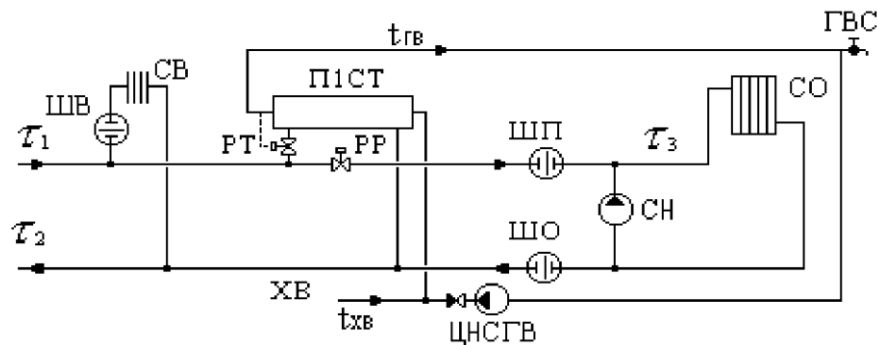 ГВС
tгв
СВ
П1СТ
СО
ШВ
τ1
РТ
РР
ШП
τ3
СН
τ2
ШО
ХВ
tхв
ЦНСГВ